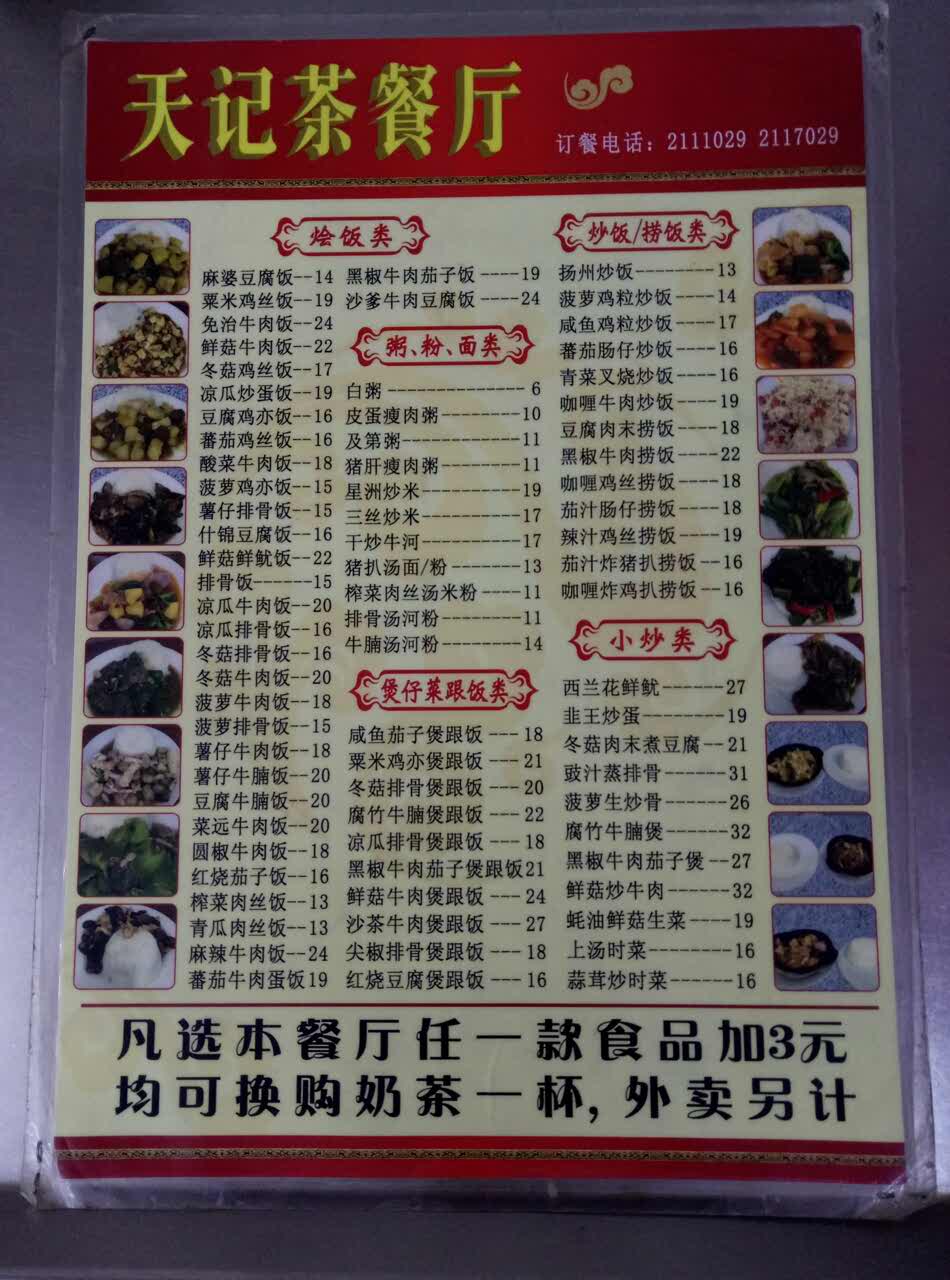 天记茶餐厅
订餐电话：2111029 2117029
烩饭类
麻婆豆腐饭--14
粟米鸡丝饭--19
免治牛肉饭--24
鲜菇牛肉饭--22
冬菇鸡丝饭--17
凉瓜炒蛋饭--19
豆腐鸡亦饭--16
蕃茄鸡丝饭--16
酸菜牛肉饭--18
菠萝鸡亦饭--15
薯仔排骨饭--15
什锦豆腐饭--16
鲜菇鲜鱿饭--22
排骨饭------15
凉瓜牛肉饭--20
凉瓜排骨饭--16
冬菇排骨饭--16
冬菇牛肉饭--20
菠萝牛肉饭--18
菠萝排骨饭--15
薯仔牛肉饭--18
薯仔牛腩饭--20
豆腐牛腩饭--20
菜远牛肉饭--20
圆椒牛肉饭--18
红烧茄子饭--16
榨菜肉丝饭--13
青瓜肉丝饭--13
麻辣牛肉饭--24
蕃茄牛肉蛋饭19
黑椒牛肉茄子饭----19
沙爹牛肉豆腐饭----24
粥、粉、面类
白粥--------------6
皮蛋瘦肉粥--------10
及第粥------------11
猪肝瘦肉粥--------11
星洲炒米----------19
三丝炒米----------17
干炒牛河----------17
猪扒汤面/粉-------13
榨菜肉丝汤米粉----11
排骨汤河粉--------11
牛腩汤河粉--------14
煲仔菜跟饭类
咸鱼茄子煲跟饭---18
粟米鸡亦煲跟饭---21
冬菇排骨煲跟饭---20
腐竹牛腩煲跟饭---22
凉瓜排骨煲跟饭---18
黑椒牛肉茄子煲跟饭21
鲜菇牛肉煲跟饭---24
沙茶牛肉煲跟饭---27
尖椒排骨煲跟饭---18
红烧豆腐煲跟饭---16
炒饭/捞饭类
扬州炒饭--------13
菠萝鸡粒炒饭----14
咸鱼鸡粒炒饭----17
蕃茄肠仔炒饭----16
青菜叉烧炒饭----16
咖喱牛肉炒饭----19
豆腐肉末捞饭----18
黑椒牛肉捞饭----22
咖喱鸡丝捞饭----18
茄汁肠仔捞饭----18
辣汁鸡丝捞饭----19
茄汁炸猪扒捞饭--16
咖喱炸鸡扒捞饭--16
小炒类
西兰花鲜鱿------27
韭王炒蛋--------19
冬菇肉末煮豆腐--21
豉汁蒸排骨------31
菠萝生炒骨------26
腐竹牛腩煲------32
黑椒牛肉茄子煲--27
鲜菇炒牛肉------32
蚝油鲜菇生菜----19
上汤时菜--------16
蒜茸炒时菜------16
凡选本餐厅任一款食品加3元
均可换购奶茶一杯,外卖另计